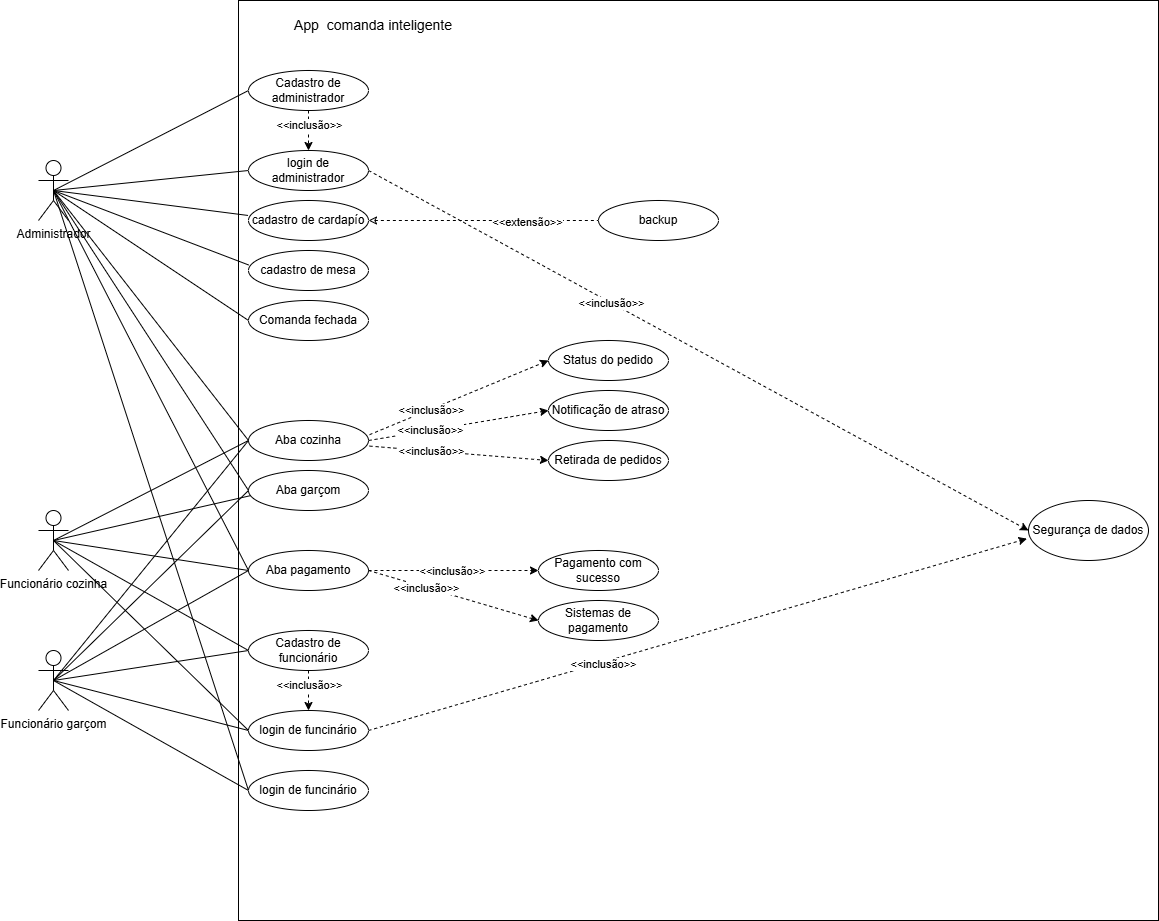 App comanda inteligente
Cadastro de
administrador
<<inclusão>>
login de
administrador
Administrador
cadastro de cardapío
<<extensão>>
backup
cadastro de mesa
<<inclusão>>
Comanda fechada
Status do pedido
<<inclusão>>
Notificação de atraso
<<inclusão>>
Aba cozinha
<<inclusão>>
Retirada de pedidos
Aba garçom
Segurança de dados
Funcionário cozinha
Aba pagamento
<<inclusão>>
Pagamento com
sucesso
<<inclusão>>
Sistemas de
pagamento
Cadastro de
funcionário
<<inclusão>>
<<inclusão>>
Funcionário garçom
login de funcinário
login de funcinário